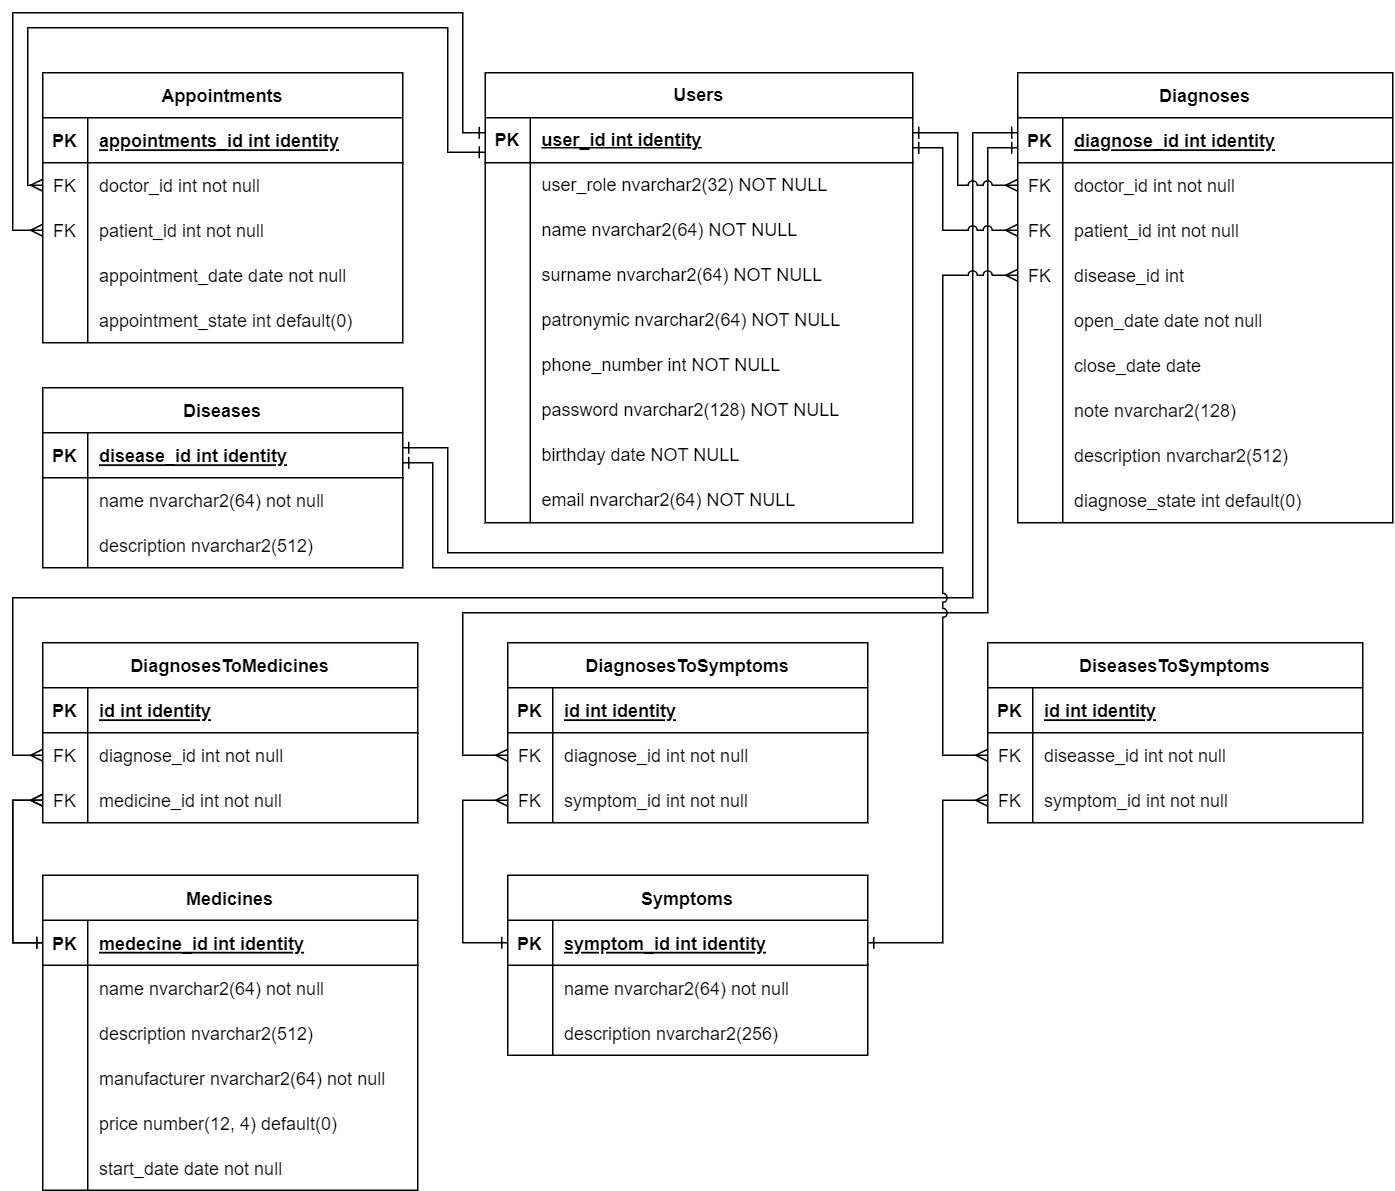 Appointments
PK appointments_id int identity
FK doctor_id int not null
FK patient_id int not null
appointment_date date not null
appointment_state int default(0)
Users
PK user_id int identity
user_role nvarchar2(32) NOT NULL
name nvarchar2(64) NOT NULL
surname nvarchar2(64) NOT NULL
patronymic nvarchar2(64) NOT NULL
phone_number int NOT NULL
password nvarchar2(128) NOT NULL
birthday date NOT NULL
email nvarchar2(64) NOT NULL
Diagnoses
PK diagnose_id int identity
FK doctor_id int not null
FK patient_id int not null
FK disease_id int
open_date date not null
close_date date
note nvarchar2(128)
description nvarchar2(512)
diagnose_state int default(0)
Diseases
PK disease_id int identity
name nvarchar2(64) not null
description nvarchar2(512)
DiagnosesToMedicines
PK id int identity
FK diagnose_id int not null
FK medicine_id int not null
DiagnosesToSymptoms
PK id int identity
FK diagnose_id int not null
FK symptom_id int not null
DiseasesToSymptoms
PK id int identity
FK diseasse_id int not null
FK symptom_id int not null
Medicines
PK medecine_id int identity
name nvarchar2(64) not null
description nvarchar2(512)
manufacturer nvarchar2(64) not null
price number(12, 4) default(0)
start_date date not null
Symptoms
PK symptom_id int identity
name nvarchar2(64) not null
description nvarchar2(256)